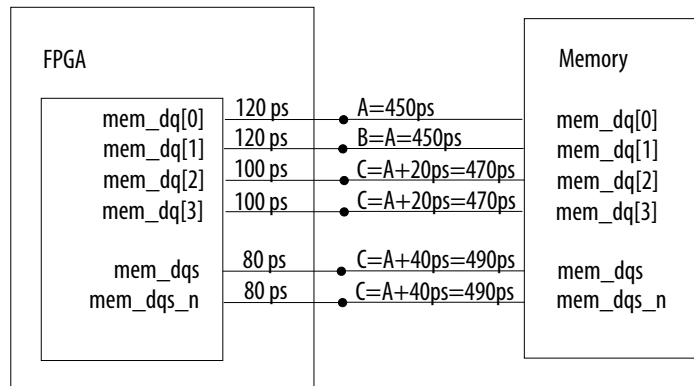 FPGA
Memory
mem_dq[0] 120 ps A=450ps mem_dq[0]
mem_dq[1] 120 ps B=A=450ps mem_dq[1]
mem_dq[2] 100 ps C=A+20ps=470ps mem_dq[2]
mem_dq[3] 100 ps C=A+20ps=470ps mem_dq[3]
mem_dqs 80 ps C=A+40ps=490ps mem_dqs
mem_dqs_n 80 ps C=A+40ps=490ps mem_dqs_n